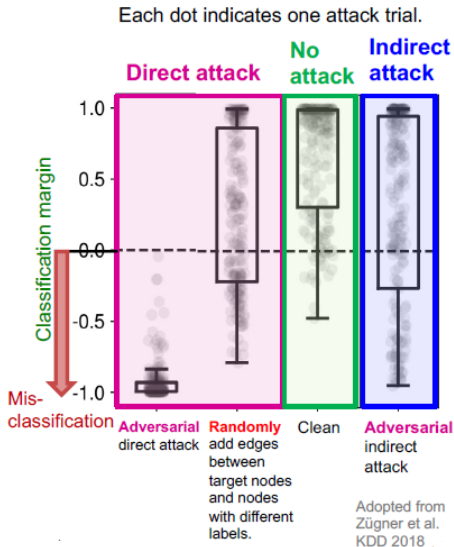 Each dot indicates one attack trial.
Direct attack
No
attack
Indirect
attack
Classification margin
1.0
0.5
0.0
-0.5
-1.0
Mis-
classification
Adversarial
direct attack
Randomly
add edges
between
target nodes
and nodes
with different
labels.
Clean
Adversarial
indirect
attack
Adopted from
Zügner et al.
KDD 2018